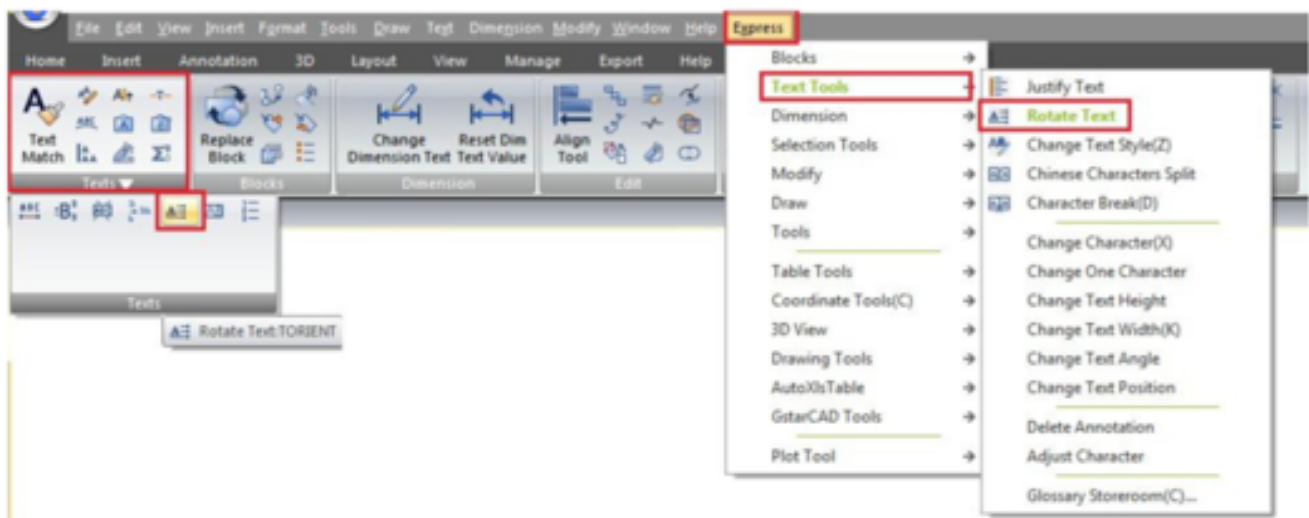 File Edit View Insert Format Tools Draw Text Dimension Modify Window Help Express
Home Insert Annotation 3D Layout View Manage Export Help
Text Match
Replace Block
Change Dimension Text
Reset Dim Text Value
Align Tool
Texts
Blocks
Dimension
Edit
Texts
Rotate Text:TORIENT
Blocks
Text Tools
Dimension
Selection Tools
Modify
Draw
Tools
Table Tools
Coordinate Tools(C)
3D View
Drawing Tools
AutoXlsTable
GstarCAD Tools
Plot Tool
Justify Text
Rotate Text
Change Text Style(Z)
Chinese Characters Split
Character Break(D)
Change Character(X)
Change One Character
Change Text Height
Change Text Width(K)
Change Text Angle
Change Text Position
Delete Annotation
Adjust Character
Glossary Storeroom(C)...